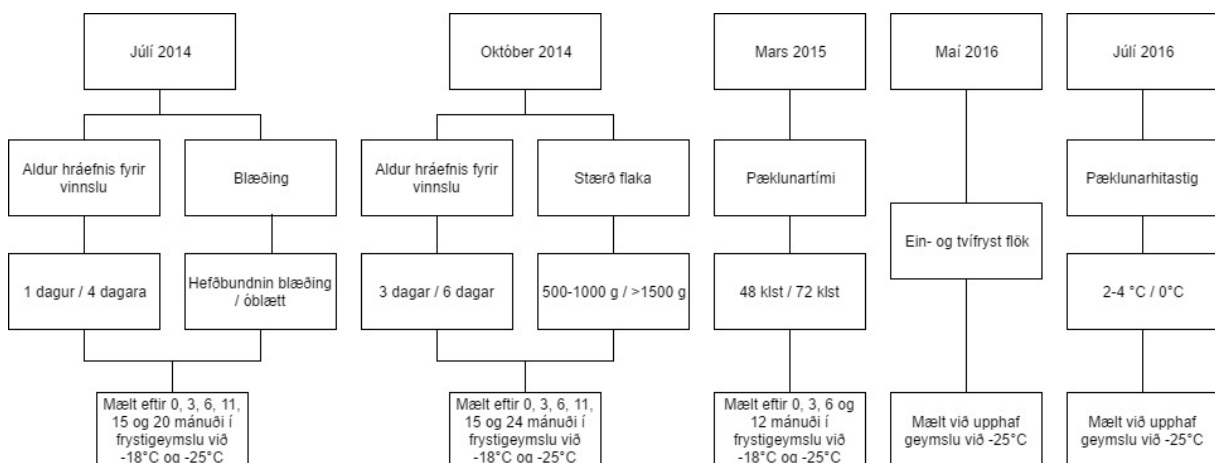 Júlí 2014
Október 2014
Mars 2015
Maí 2016
Júlí 2016
Aldur hráefnis fyrir
vinnslu
Blæðing
Aldur hráefnis fyrir
vinnslu
Stærð flaka
Pæklunartími
Pæklunarhitastig
Ein- og tvífryst flök
1 dagur / 4 dagara
Hefðbundnin blæðing
/ óblætt
3 dagar / 6 dagar
500-1000 g / >1500 g
48 klst / 72 klst
2-4 °C / 0°C
Mælt eftir 0, 3, 6, 11,
15 og 20 mánuði í
frystigeymslu við
-18°C og -25°C
Mælt eftir 0, 3, 6, 11,
15 og 24 mánuði í
frystigeymslu við
-18°C og -25°C
Mælt eftir 0, 3, 6 og
12 mánuði í
frystigeymslu við
-18°C og -25°C
Mælt við upphaf
geymslu við -25°C
Mælt við upphaf
geymslu við -25°C